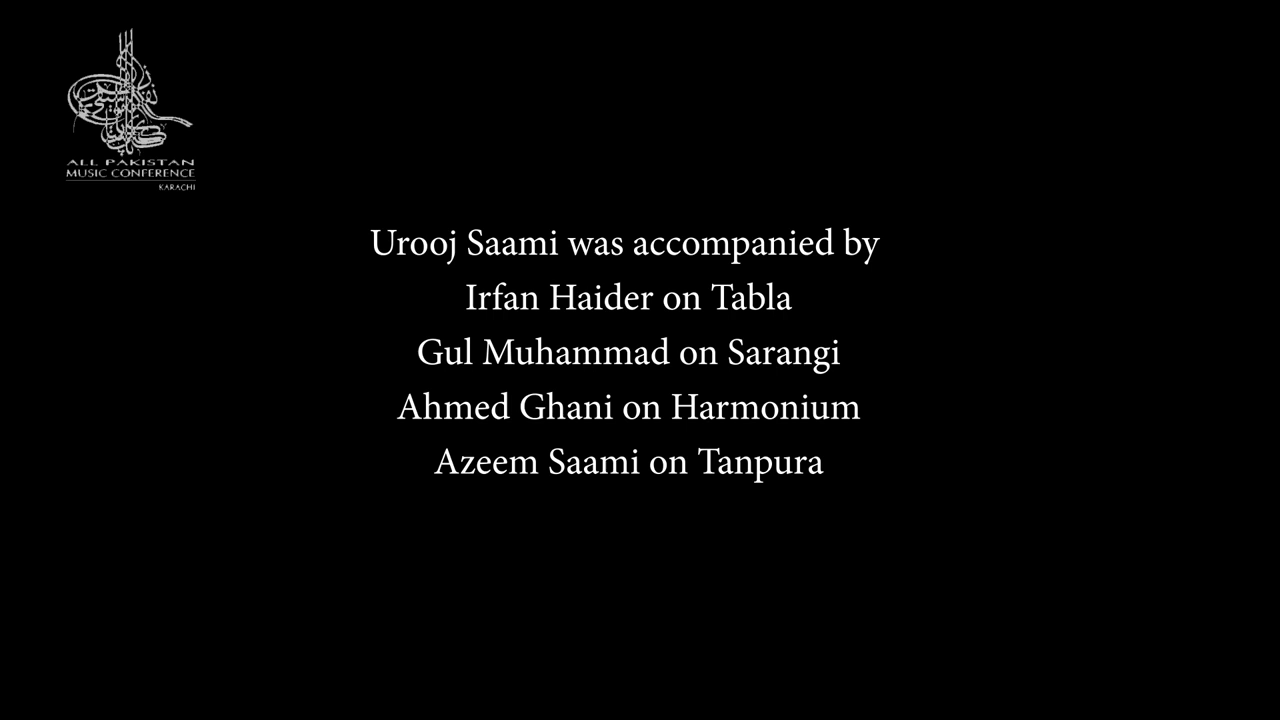 ALL PAKISTAN
MUSIC CONFERENCE
KARACHI
Urooj Saami was accompanied by
Irfan Haider on Tabla
Gul Muhammad on Sarangi
Ahmed Ghani on Harmonium
Azeem Saami on Tanpura